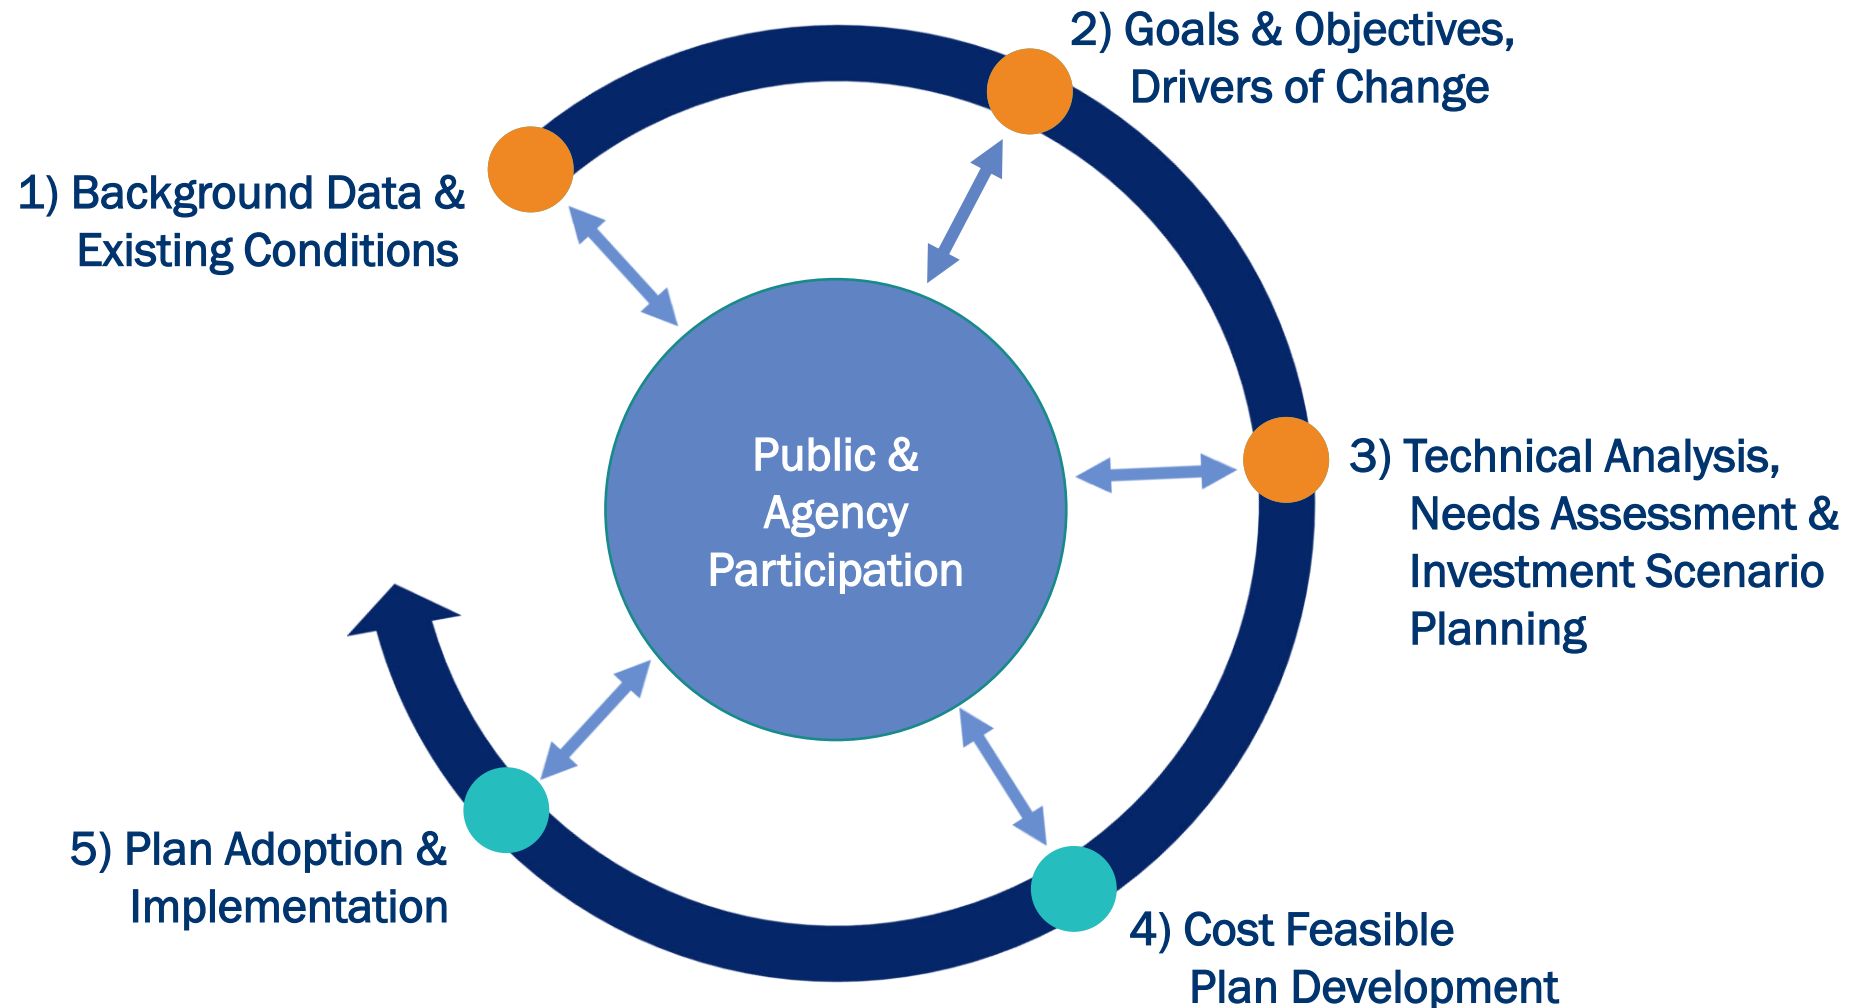 1) Background Data &
Existing Conditions
2) Goals & Objectives,
Drivers of Change
3) Technical Analysis,
Needs Assessment &
Investment Scenario
Planning
4) Cost Feasible
Plan Development
5) Plan Adoption &
Implementation
Public &
Agency
Participation